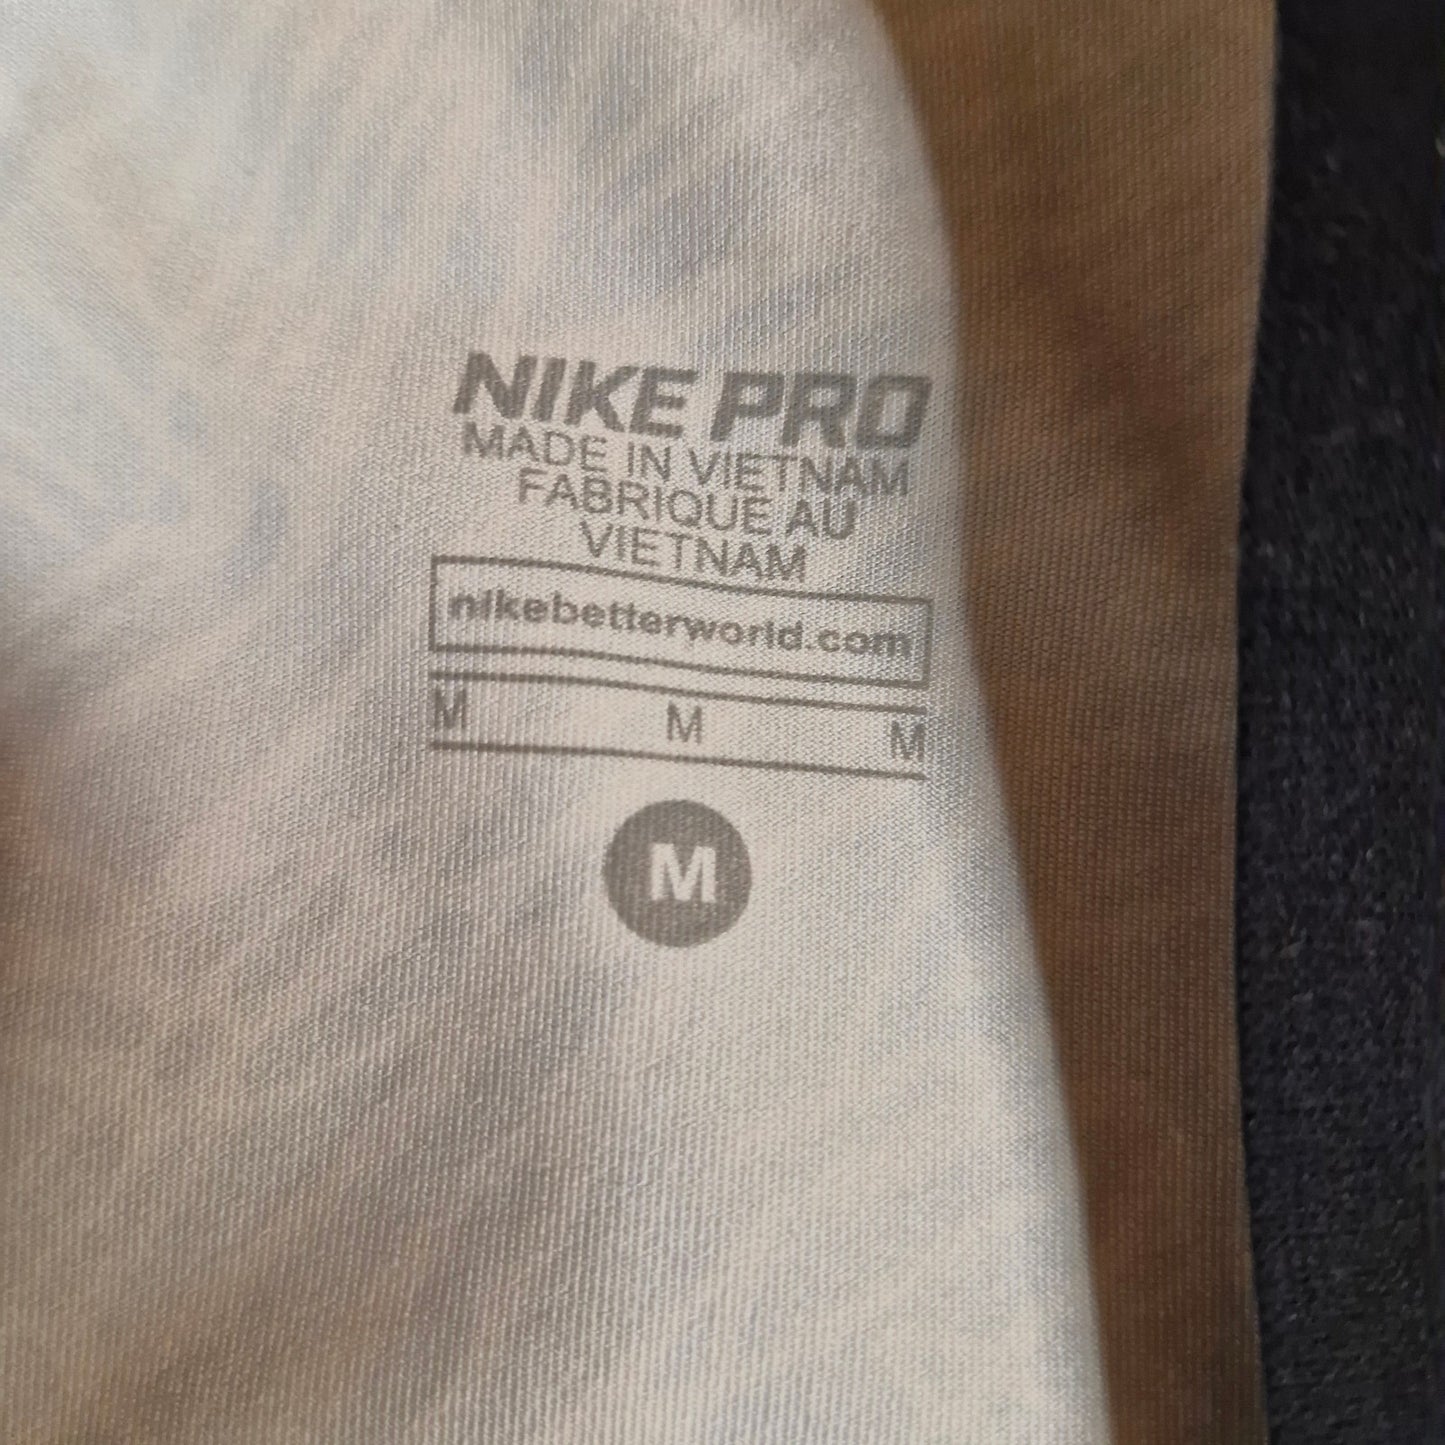 NIKE PRO
MADE IN VIETNAM
FABRIQUE AU
VIETNAM
nikebetterworld.com
M M M
M